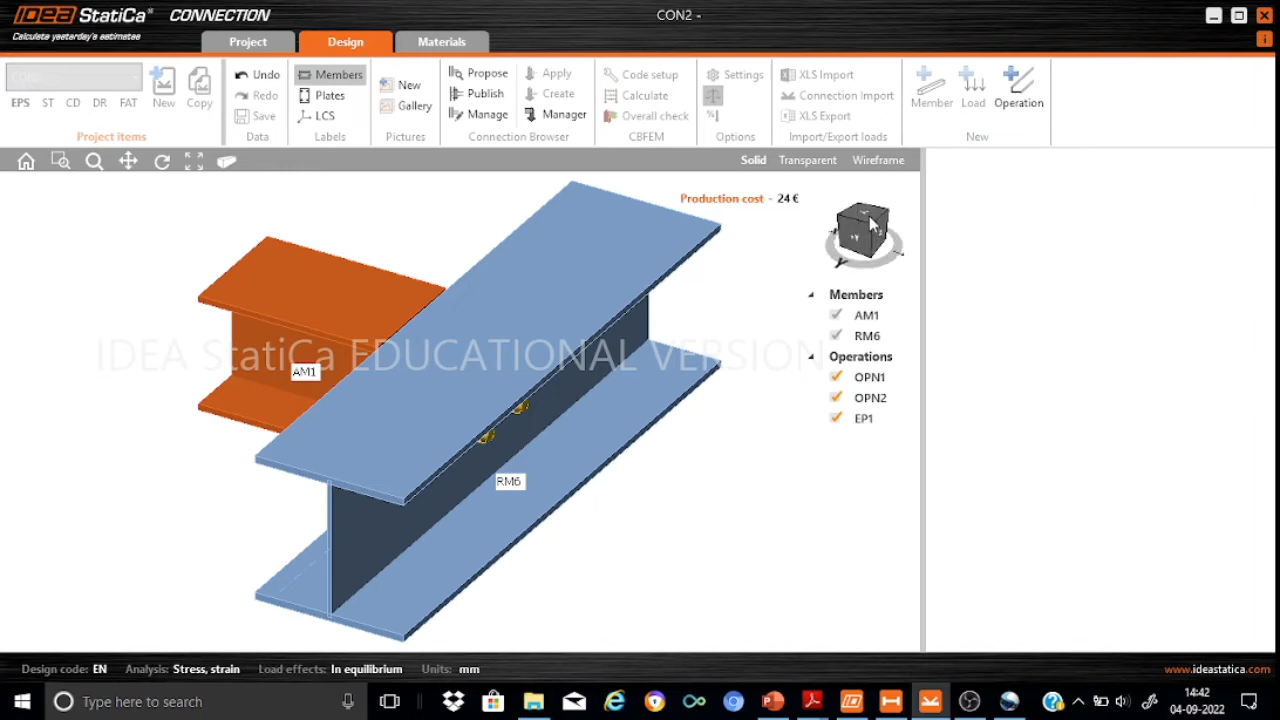 IDEA StatiCa® CONNECTION
Calculate yesterday's estimates
CON2
i
Project
Design
Materials
EPS ST CD DR FAT
New
Copy
Project items
Undo
Redo
Save
Data
Members
Plates
LCS
Labels
New
Gallery
Pictures
Propose
Publish
Manage
Apply
Create
Manager
Connection Browser
Code setup
Calculate
Overall check
CBFEM
Settings
Options
XLS Import
Connection Import
XLS Export
Import/Export loads
Member
Load
Operation
New
Solid
Transparent
Wireframe
Production cost - 24 €
Members
AM1
RM6
Operations
OPN1
OPN2
EP1
IDEA StatiCa EDUCATIONAL VERSION
AM1
RM6
Design code: EN Analysis: Stress, strain Load effects: In equilibrium Units: mm
www.ideastatica.com
Type here to search
14:42
04-09-2022